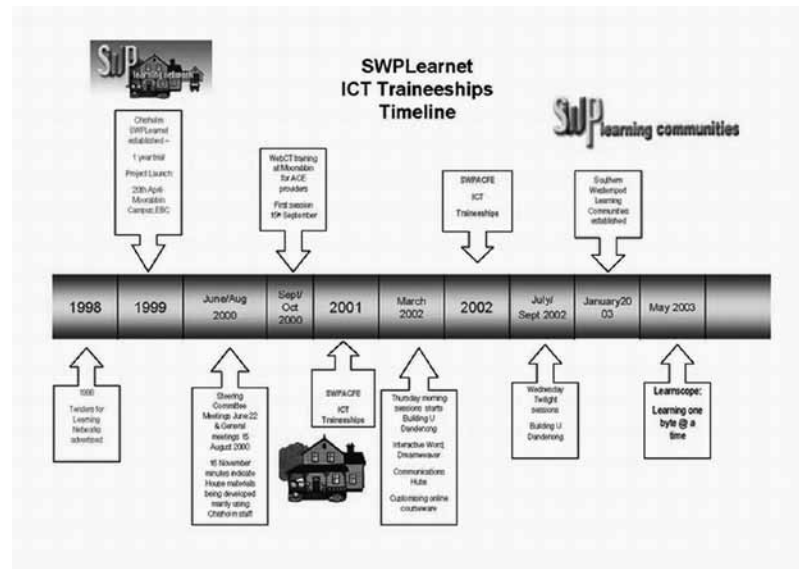 SWP
learning network
SWPLearnet
ICT Traineeships
Timeline
SWP learning communities
Chisholm
SWPLearnet
established –
1 year trial
Project Launch:
20th April
Moorabbin
Campus,EBC
WebCT training
at Moorabbin
for ACE
providers
First session
15th September
SWPACFE
ICT
Traineeships
Southern
Westernport
Learning
Communities
established
1998
1999
June/Aug
2000
Sept/
Oct
2000
2001
March
2002
2002
July/
Sept 2002
January20
03
May 2003
Tenders for
Learning
Network
advertized
Steering
Committee
Meetings June 22
& General
meetings 15
August 2000
16 November
minutes indicate
House materials
being developed
mainly using
Chisholm staff
SWPACFE
ICT
Traineeships
Thursday morning
sessions starts
Building U
Dandenong
Interactive Word,
Dreamweaver
Communications
Hubs
Customising online
courseware
Wednesday
Twilight
sessions
Building U
Dandenong
Learnscope:
Learning one
byte @ a
time